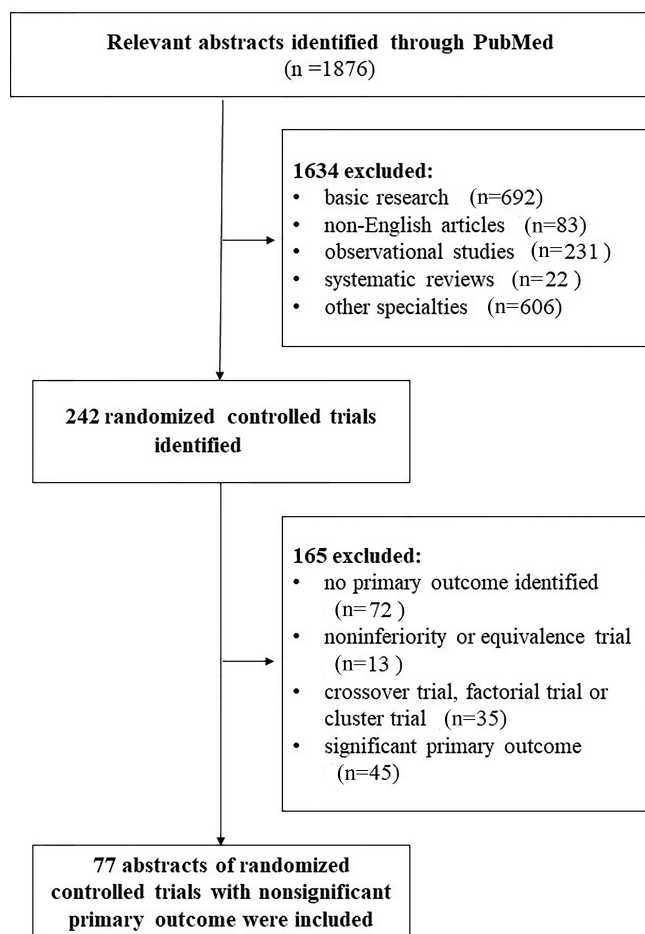 Relevant abstracts identified through PubMed
(n =1876)
1634 excluded:
• basic research (n=692)
• non-English articles (n=83)
• observational studies (n=231 )
• systematic reviews (n=22 )
• other specialties (n=606)
242 randomized controlled trials
identified
165 excluded:
• no primary outcome identified
(n=72 )
• noninferiority or equivalence trial
(n=13 )
• crossover trial, factorial trial or
cluster trial (n=35)
• significant primary outcome
(n=45)
77 abstracts of randomized
controlled trials with nonsignificant
primary outcome were included